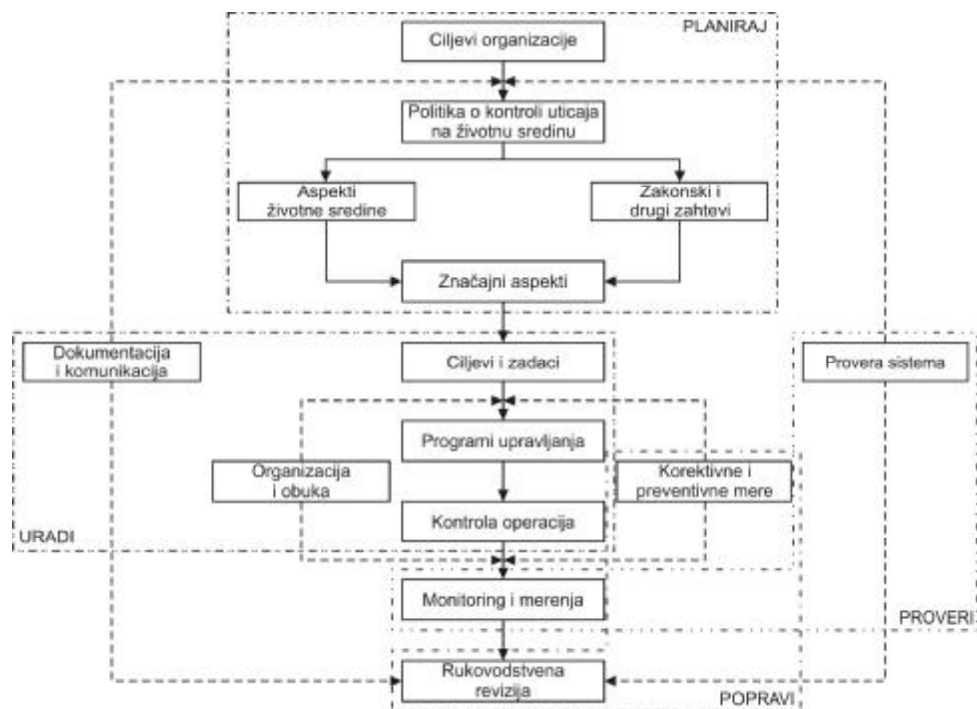 PLANIRAJ
Ciljevi organizacije
Politika o kontroli uticaja
na životnu sredinu
Aspekti
životne sredine
Zakonski i
drugi zahtevi
Značajni aspekti
Dokumentacija
i komunikacija
Ciljevi i zadaci
Provera sistema
Programi upravljanja
Organizacija
i obuka
Korektivne i
preventivne mere
Kontrola operacija
URADI
Monitoring i merenja
PROVERI
Rukovodstvena
revizija
POPRAVI